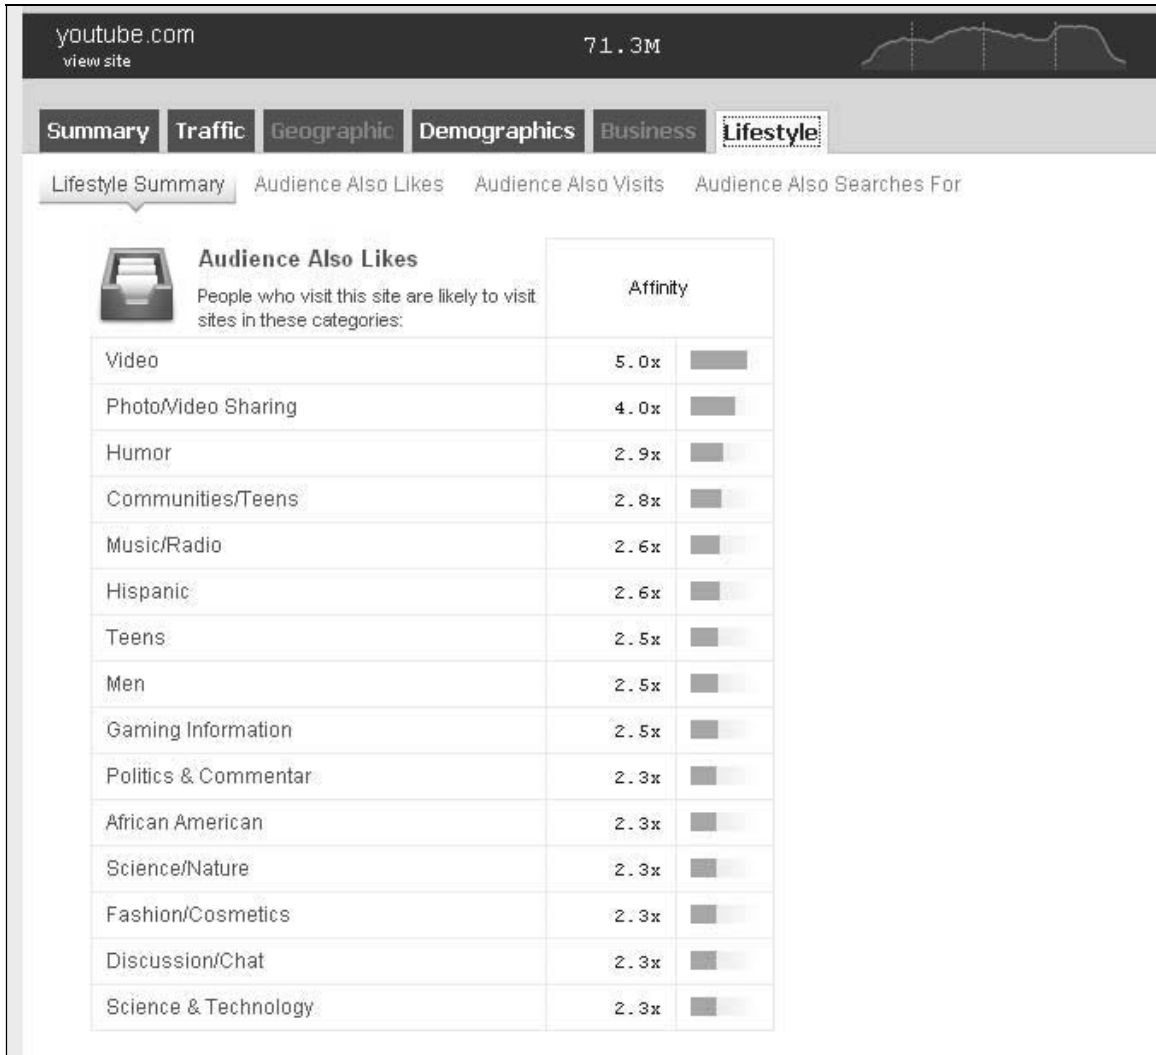 youtube.com
view site
71.3M
Summary Traffic Geographic Demographics Business Lifestyle
Lifestyle Summary Audience Also Likes Audience Also Visits Audience Also Searches For
Audience Also Likes
People who visit this site are likely to visit
sites in these categories:
Affinity
Video 5.0x
Photo/Video Sharing 4.0x
Humor 2.9x
Communities/Teens 2.8x
Music/Radio 2.6x
Hispanic 2.6x
Teens 2.5x
Men 2.5x
Gaming Information 2.5x
Politics & Commentar 2.3x
African American 2.3x
Science/Nature 2.3x
Fashion/Cosmetics 2.3x
Discussion/Chat 2.3x
Science & Technology 2.3x